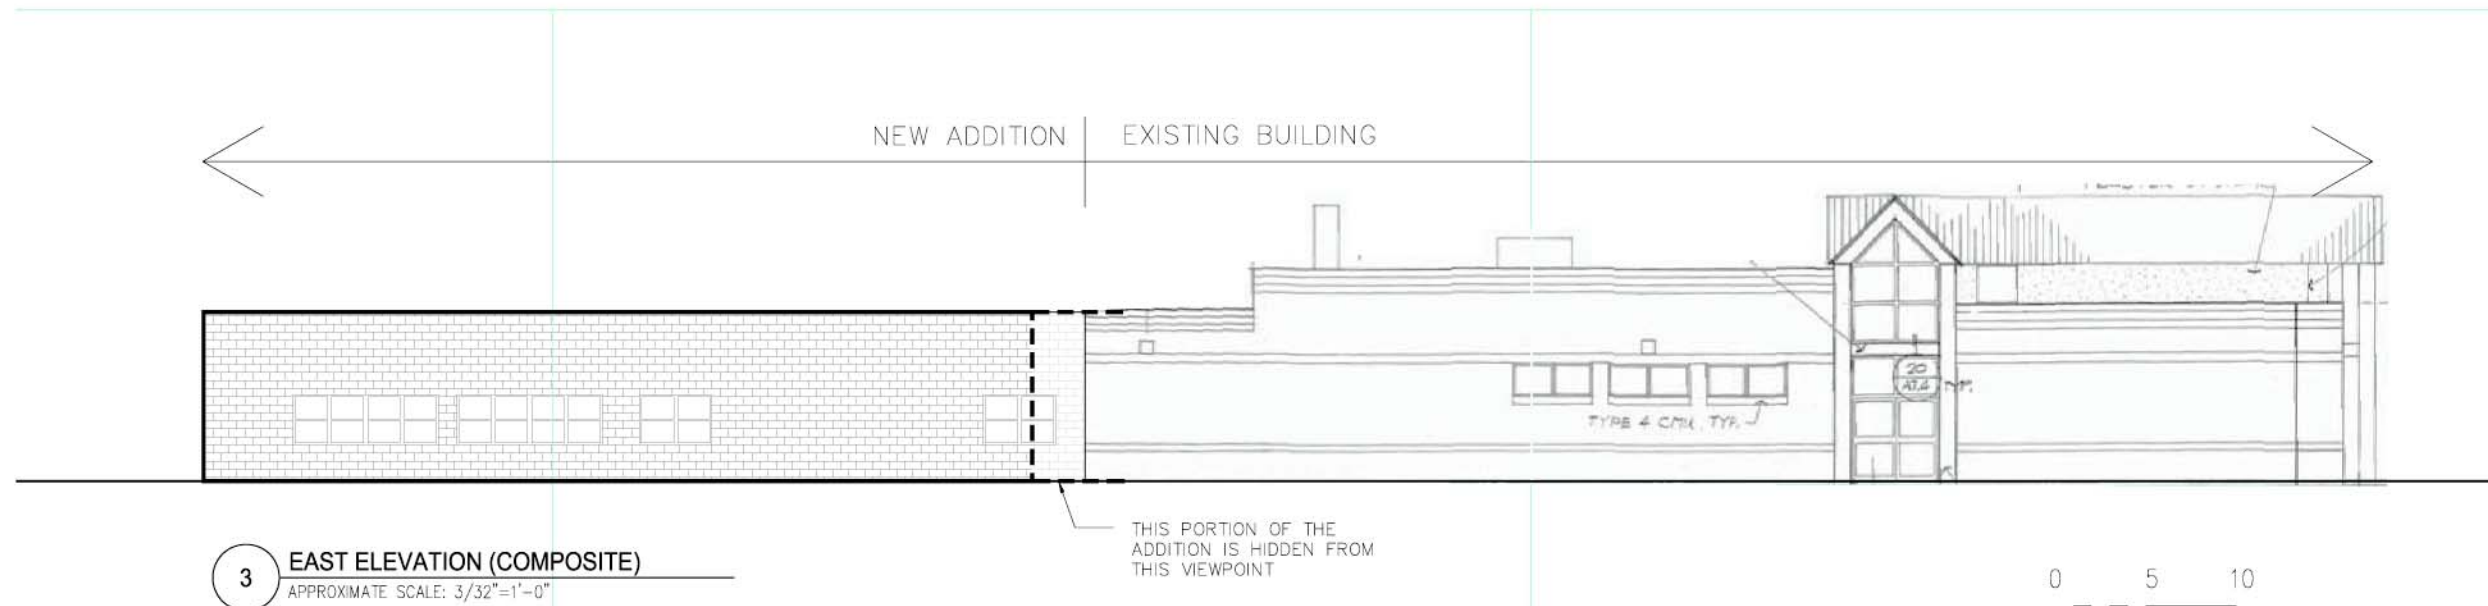 NEW ADDITION
EXISTING BUILDING
20
A7.4
TYP.
TYPE 4 CMU, TYP.
THIS PORTION OF THE
ADDITION IS HIDDEN FROM
THIS VIEWPOINT
3
EAST ELEVATION (COMPOSITE)
APPROXIMATE SCALE: 3/32"=1'-0"
0 5 10